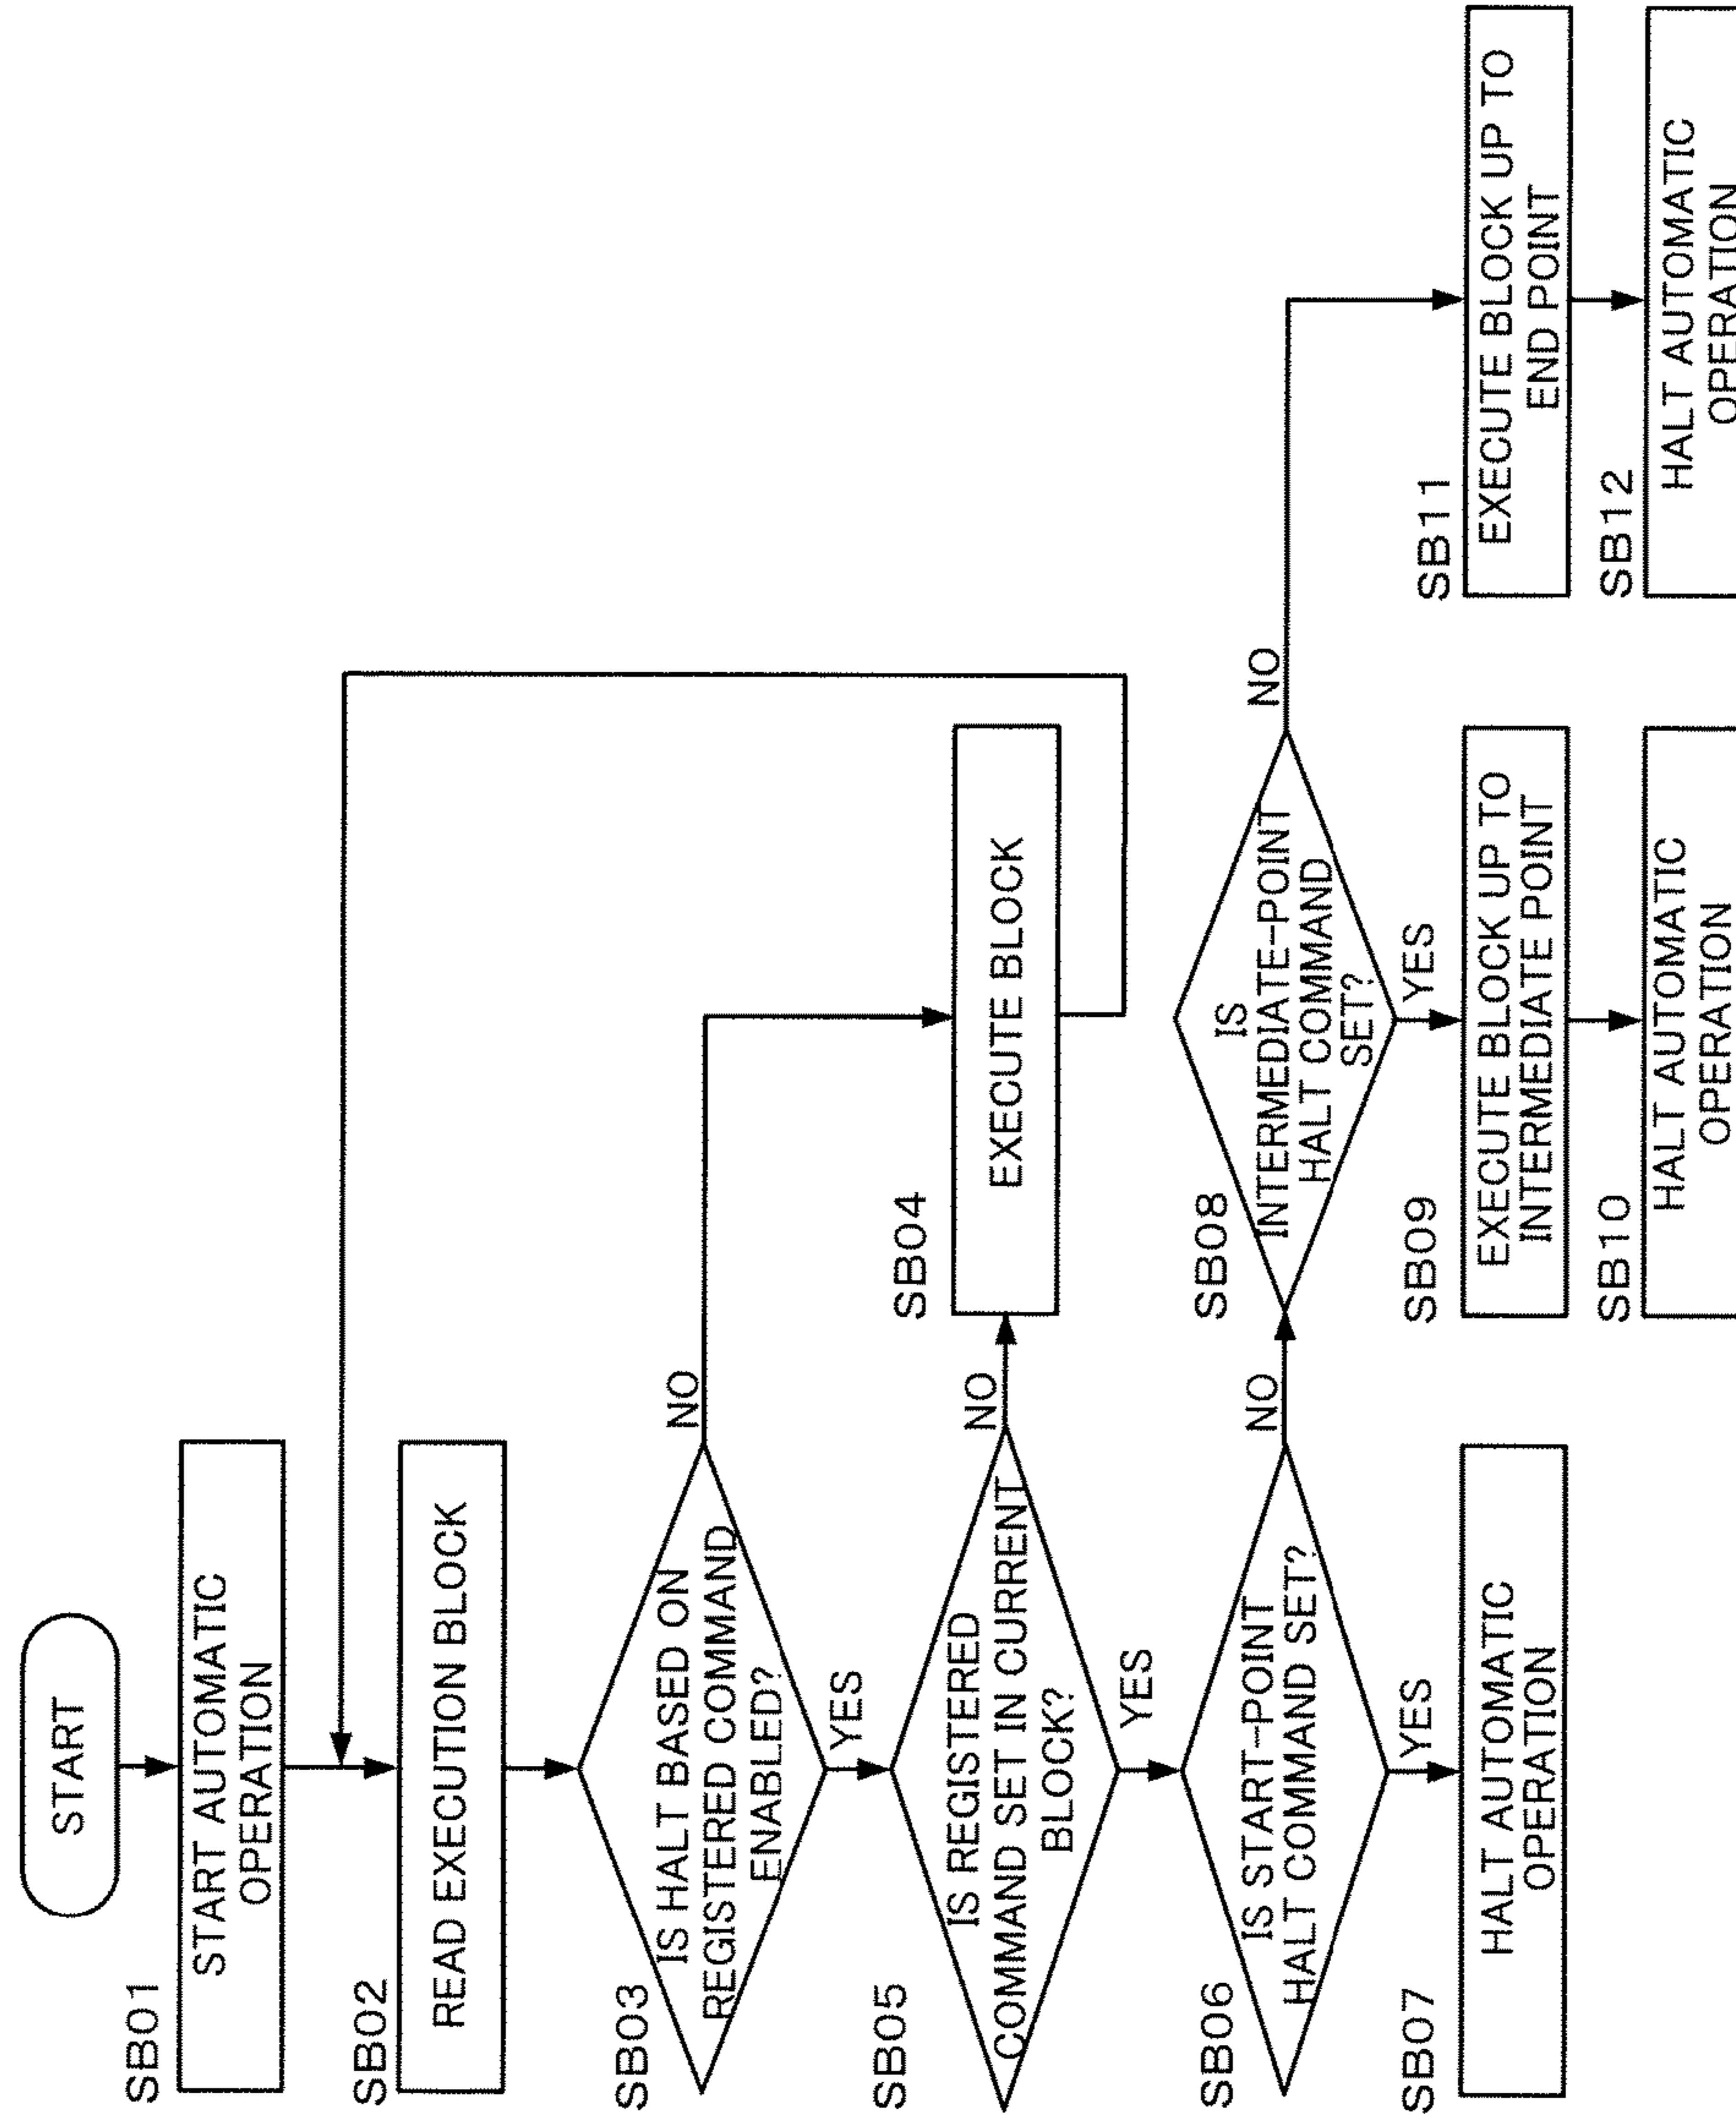 START
SB01
START AUTOMATIC
OPERATION
SB02
READ EXECUTION BLOCK
SB03
IS HALT BASED ON
REGISTERED COMMAND
ENABLED?
NO
YES
SB04
EXECUTE BLOCK
SB05
IS REGISTERED
COMMAND SET IN CURRENT
BLOCK?
NO
YES
SB06
IS START-POINT
HALT COMMAND SET?
NO
YES
SB07
HALT AUTOMATIC
OPERATION
SB08
IS
INTERMEDIATE-POINT
HALT COMMAND
SET?
NO
YES
SB09
EXECUTE BLOCK UP TO
INTERMEDIATE POINT
SB10
HALT AUTOMATIC
OPERATION
SB11
EXECUTE BLOCK UP TO
END POINT
SB12
HALT AUTOMATIC
OPERATION